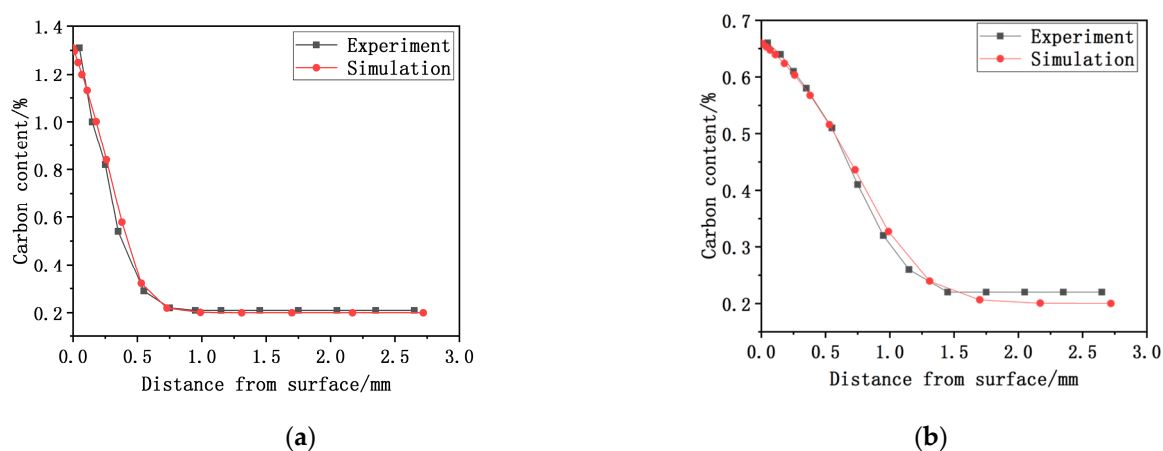 1.4
1.2
1.0
0.8
0.6
0.4
0.2
Carbon content/%
0.0 0.5 1.0 1.5 2.0 2.5 3.0
Distance from surface/mm
Experiment
Simulation
(a)
0.7
0.6
0.5
0.4
0.3
0.2
Carbon content/%
0.0 0.5 1.0 1.5 2.0 2.5 3.0
Distance from surface/mm
Experiment
Simulation
(b)